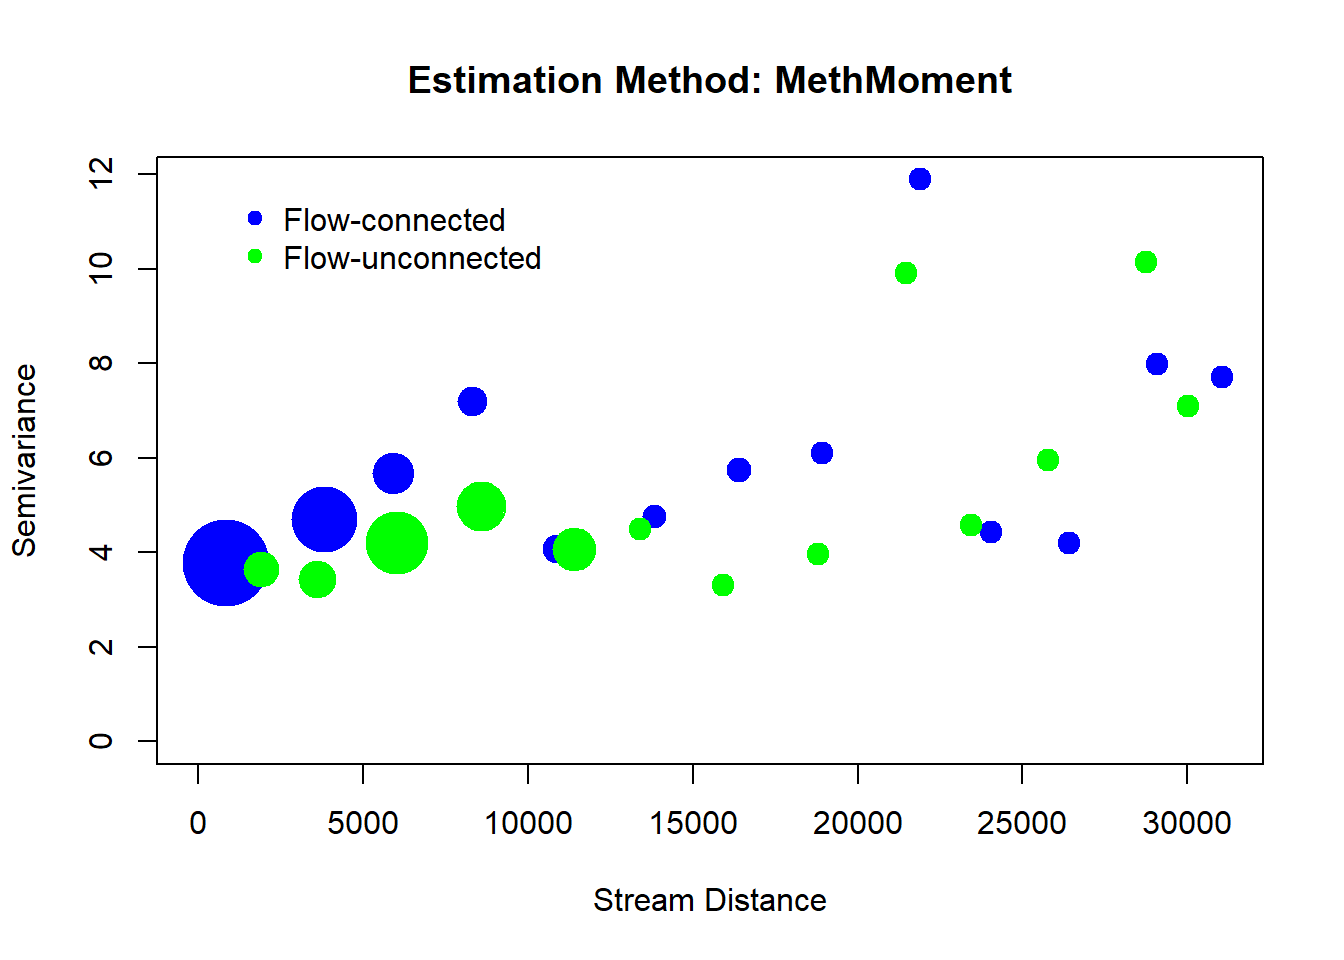 Estimation Method: MethMoment
Flow-connected
Flow-unconnected
Semivariance
12
10
8
6
4
2
0
0 5000 10000 15000 20000 25000 30000
Stream Distance